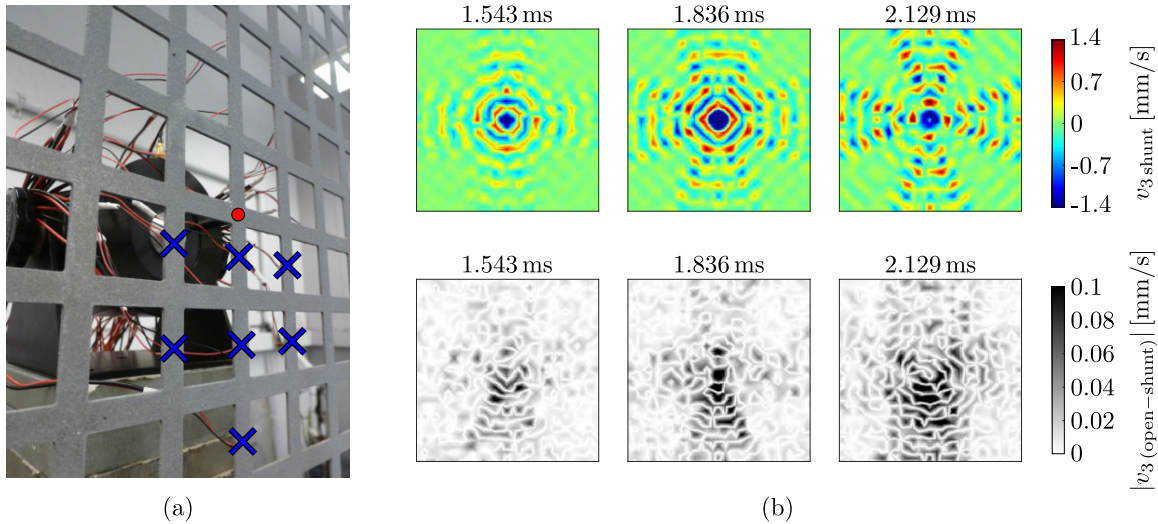 1.543 ms 1.836 ms 2.129 ms
1.4
0.7
0
-0.7
-1.4
v3 shunt [mm/s]
1.543 ms 1.836 ms 2.129 ms
0.1
0.08
0.06
0.04
0.02
0
|v3 (open−shunt)| [mm/s]
(a) (b)